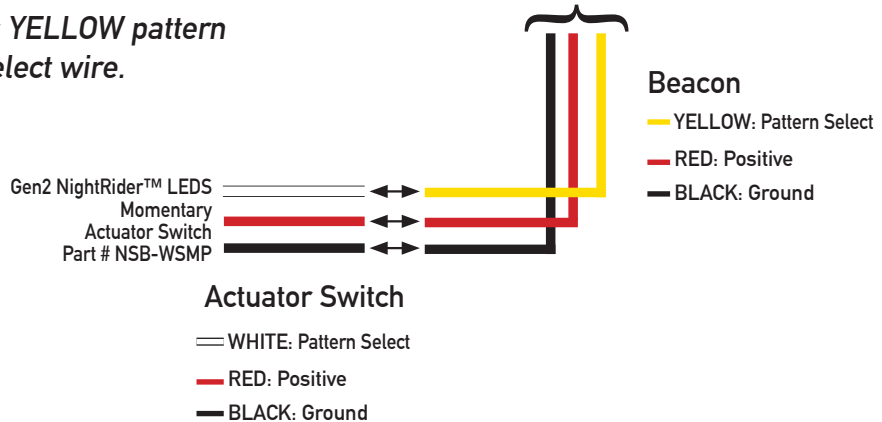 YELLOW pattern
elect wire.
Beacon
YELLOW: Pattern Select
RED: Positive
BLACK: Ground
Gen2 NightRider™ LEDS
Momentary
Actuator Switch
Part # NSB-WSMP
Actuator Switch
WHITE: Pattern Select
RED: Positive
BLACK: Ground